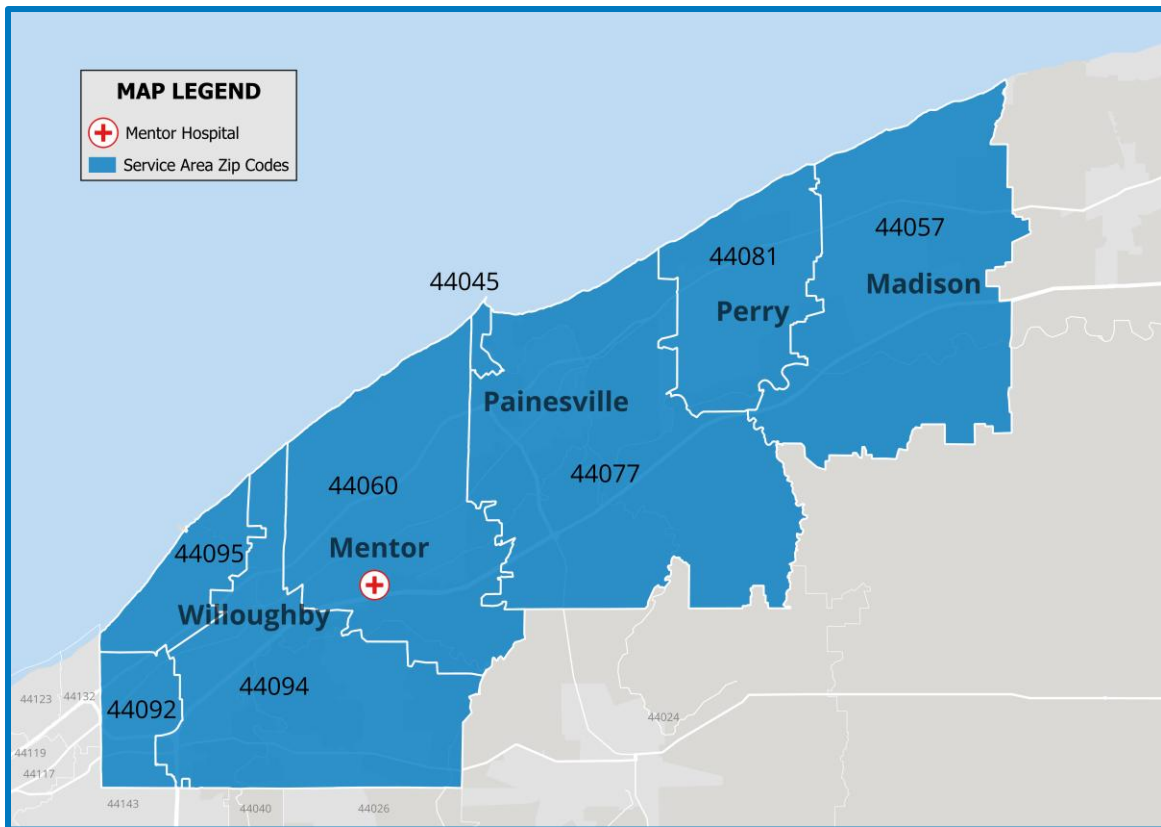 MAP LEGEND
Mentor Hospital
Service Area Zip Codes
44057
44081
44045
Madison
Perry
Painesville
44077
44060
Mentor
44095
Willoughby
44094
44092
44123
44132
44024
44119
44117
44143
44040
44026